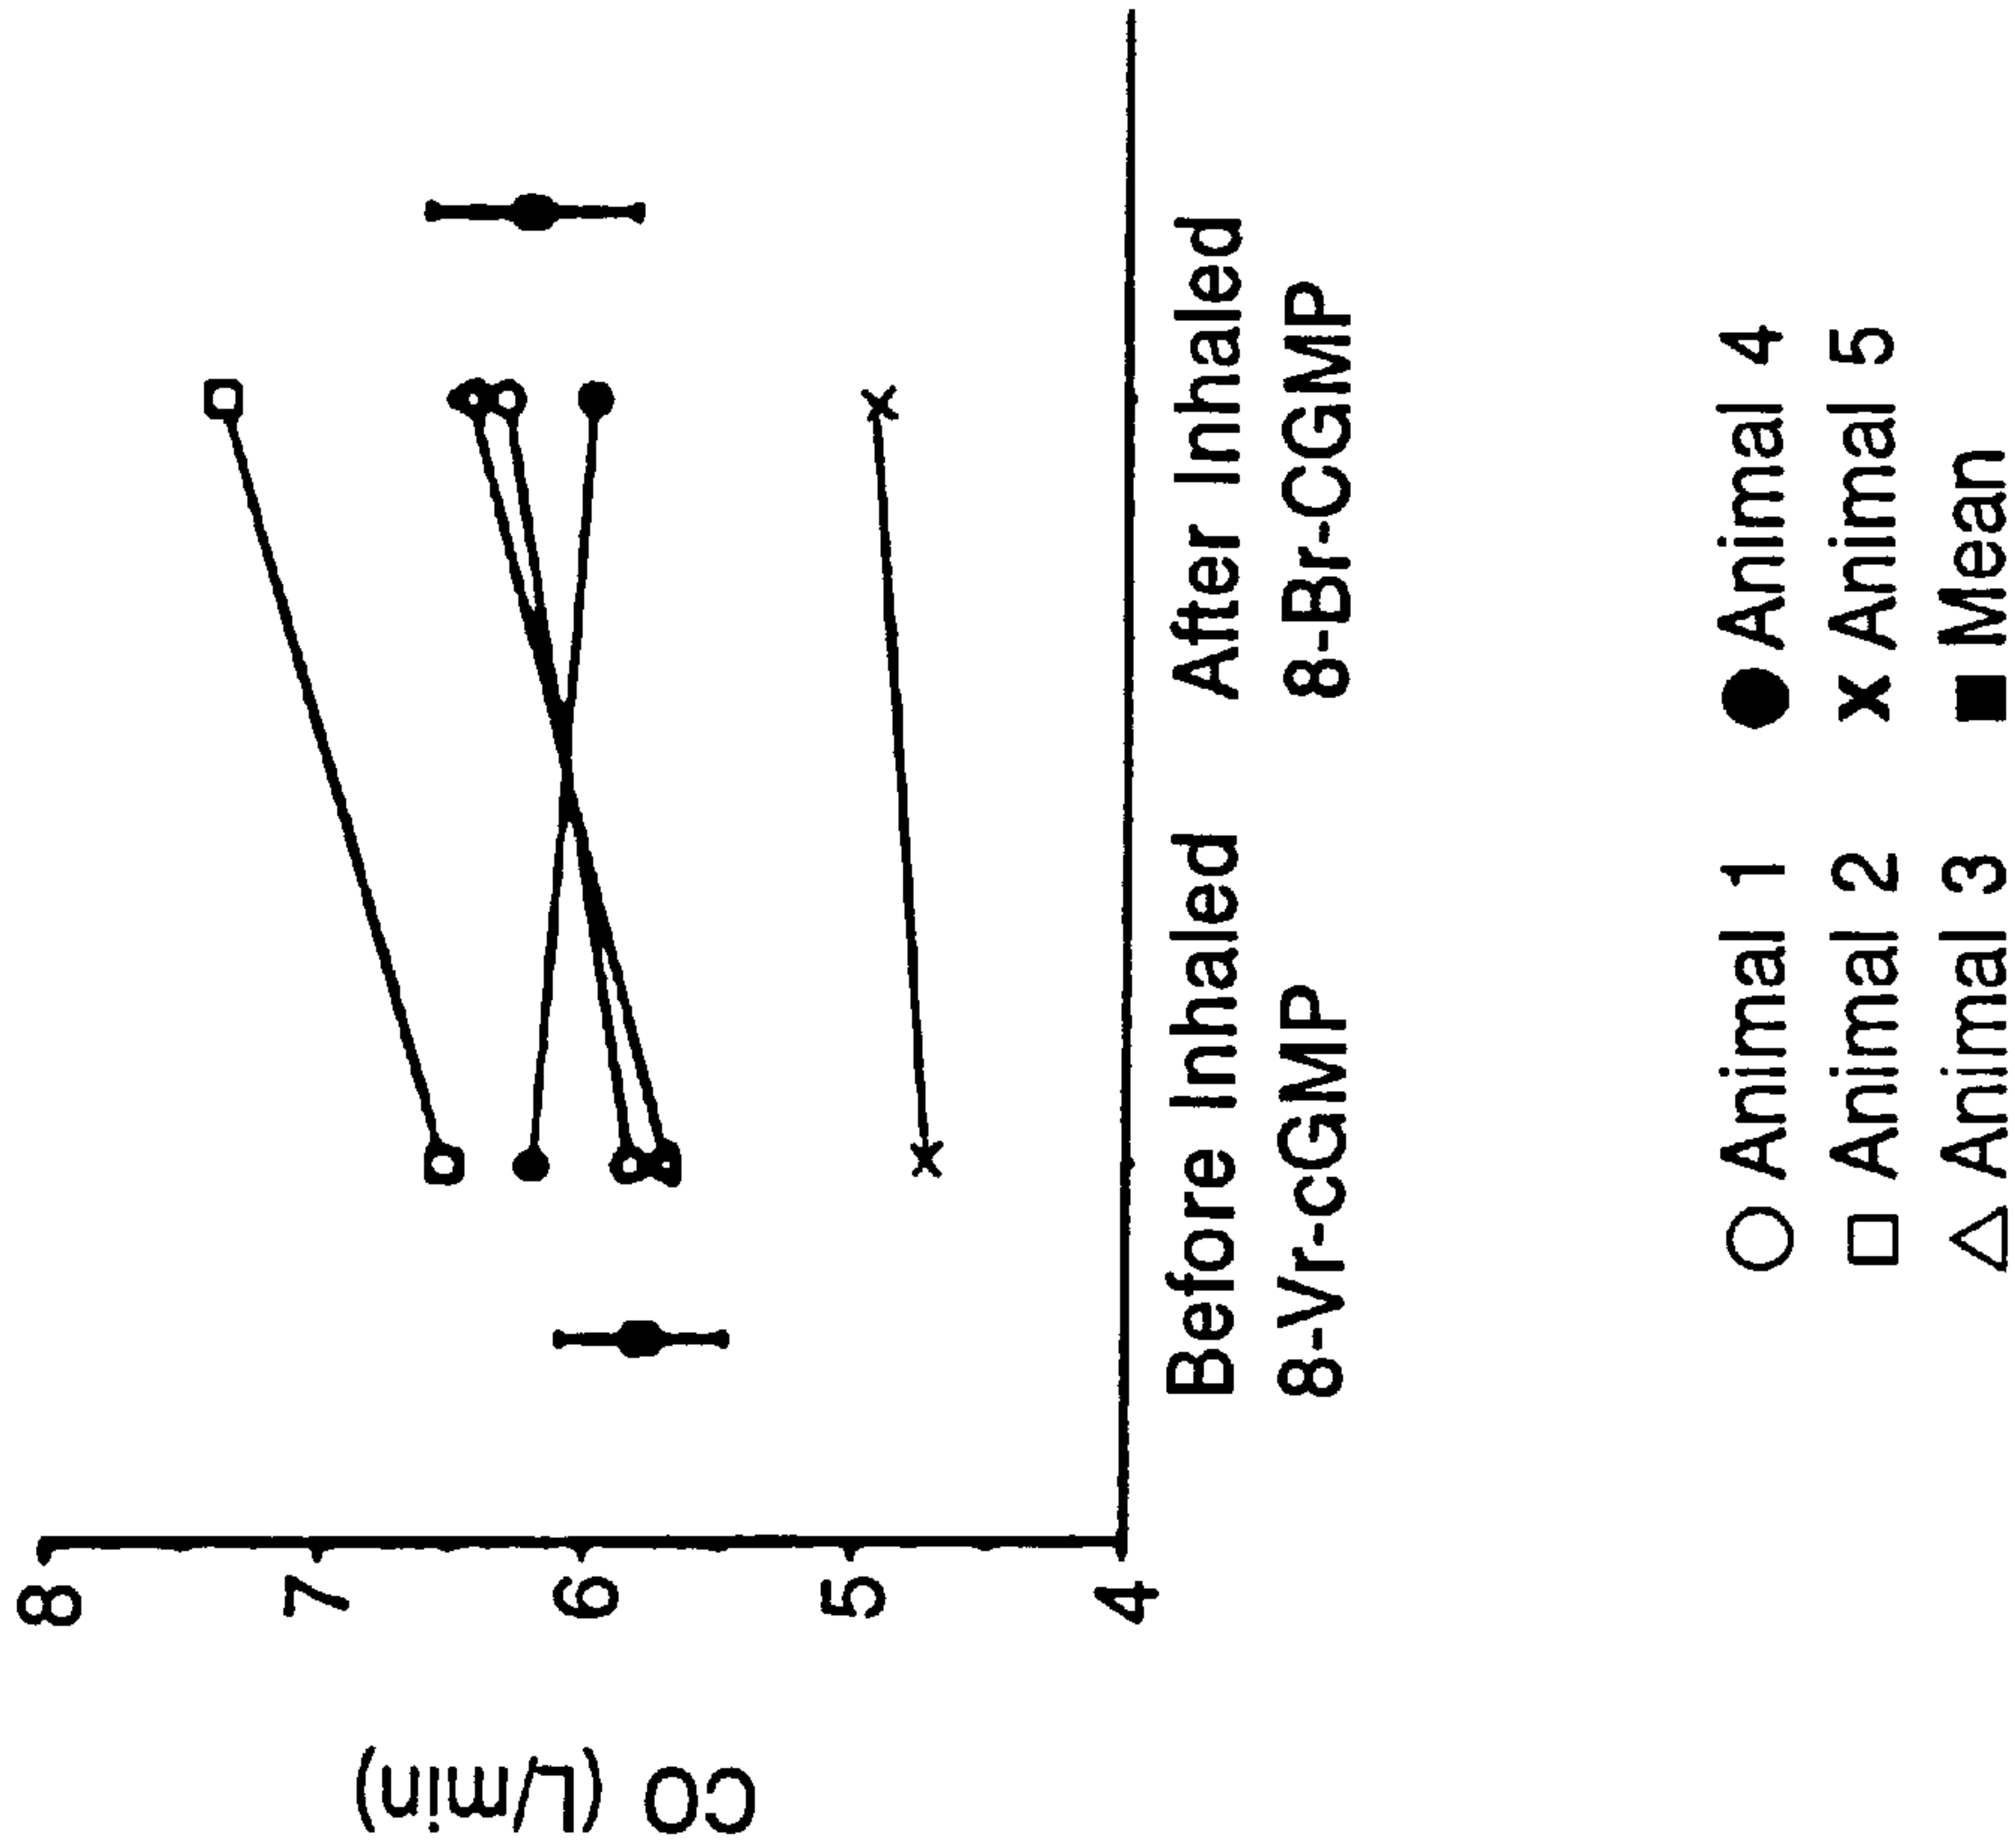 CO (L/min)
8
7
6
5
4
Before Inhaled
8-Vr-cGMP
After Inhaled
8-Br-CGMP
Animal 1
Animal 2
Animal 3
Animal 4
x Animal 5
Mean